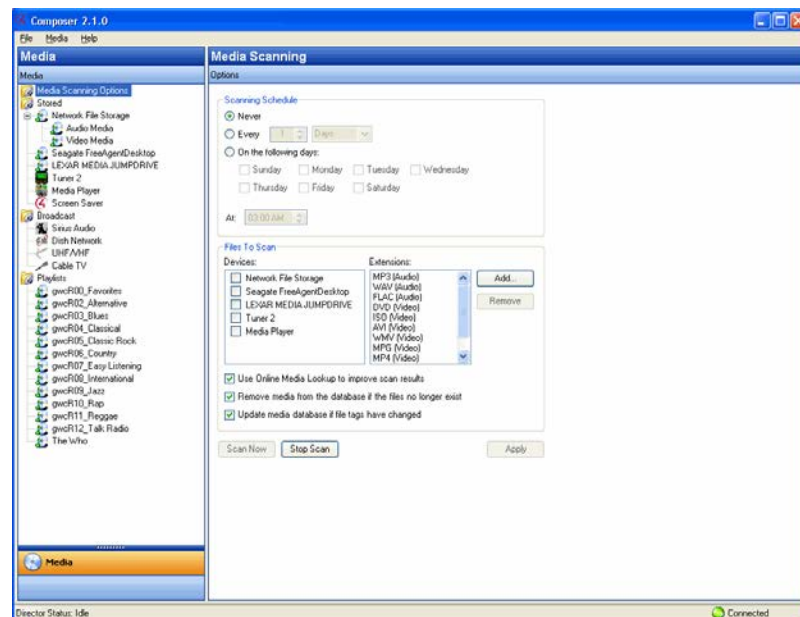 Composer 2.1.0
File Media Help
Media
Media
Media Scanning Options
Stored
Network File Storage
Audio Media
Video Media
Seagate FreeAgentDesktop
LEXAR MEDIA JUMPDRIVE
Tuner 2
Media Player
Screen Saver
Broadcast
Sirius Audio
Dish Network
UHF/VHF
Cable TV
Playlists
gwcR00_Favorites
gwcR02_Alternative
gwcR03_Blues
gwcR04_Classical
gwcR05_Classic Rock
gwcR06_Country
gwcR07_Easy Listening
gwcR08_International
gwcR09_Jazz
gwcR10_Rap
gwcR11_Reggae
gwcR12_Talk Radio
The Who
Media
Media Scanning
Options
Scanning Schedule
Never
Every 1 Days
On the following days:
Sunday Monday Tuesday Wednesday
Thursday Friday Saturday
At: 03:00 AM
Files To Scan
Devices:
Network File Storage
Seagate FreeAgentDesktop
LEXAR MEDIA JUMPDRIVE
Tuner 2
Media Player
Extensions:
MP3 (Audio)
WAV (Audio)
FLAC (Audio)
DVD (Video)
ISO (Video)
AVI (Video)
WMV (Video)
MPG (Video)
MP4 (Video)
Add...
Remove
Use Online Media Lookup to improve scan results
Remove media from the database if the files no longer exist
Update media database if file tags have changed
Scan Now Stop Scan Apply
Director Status: Idle Connected